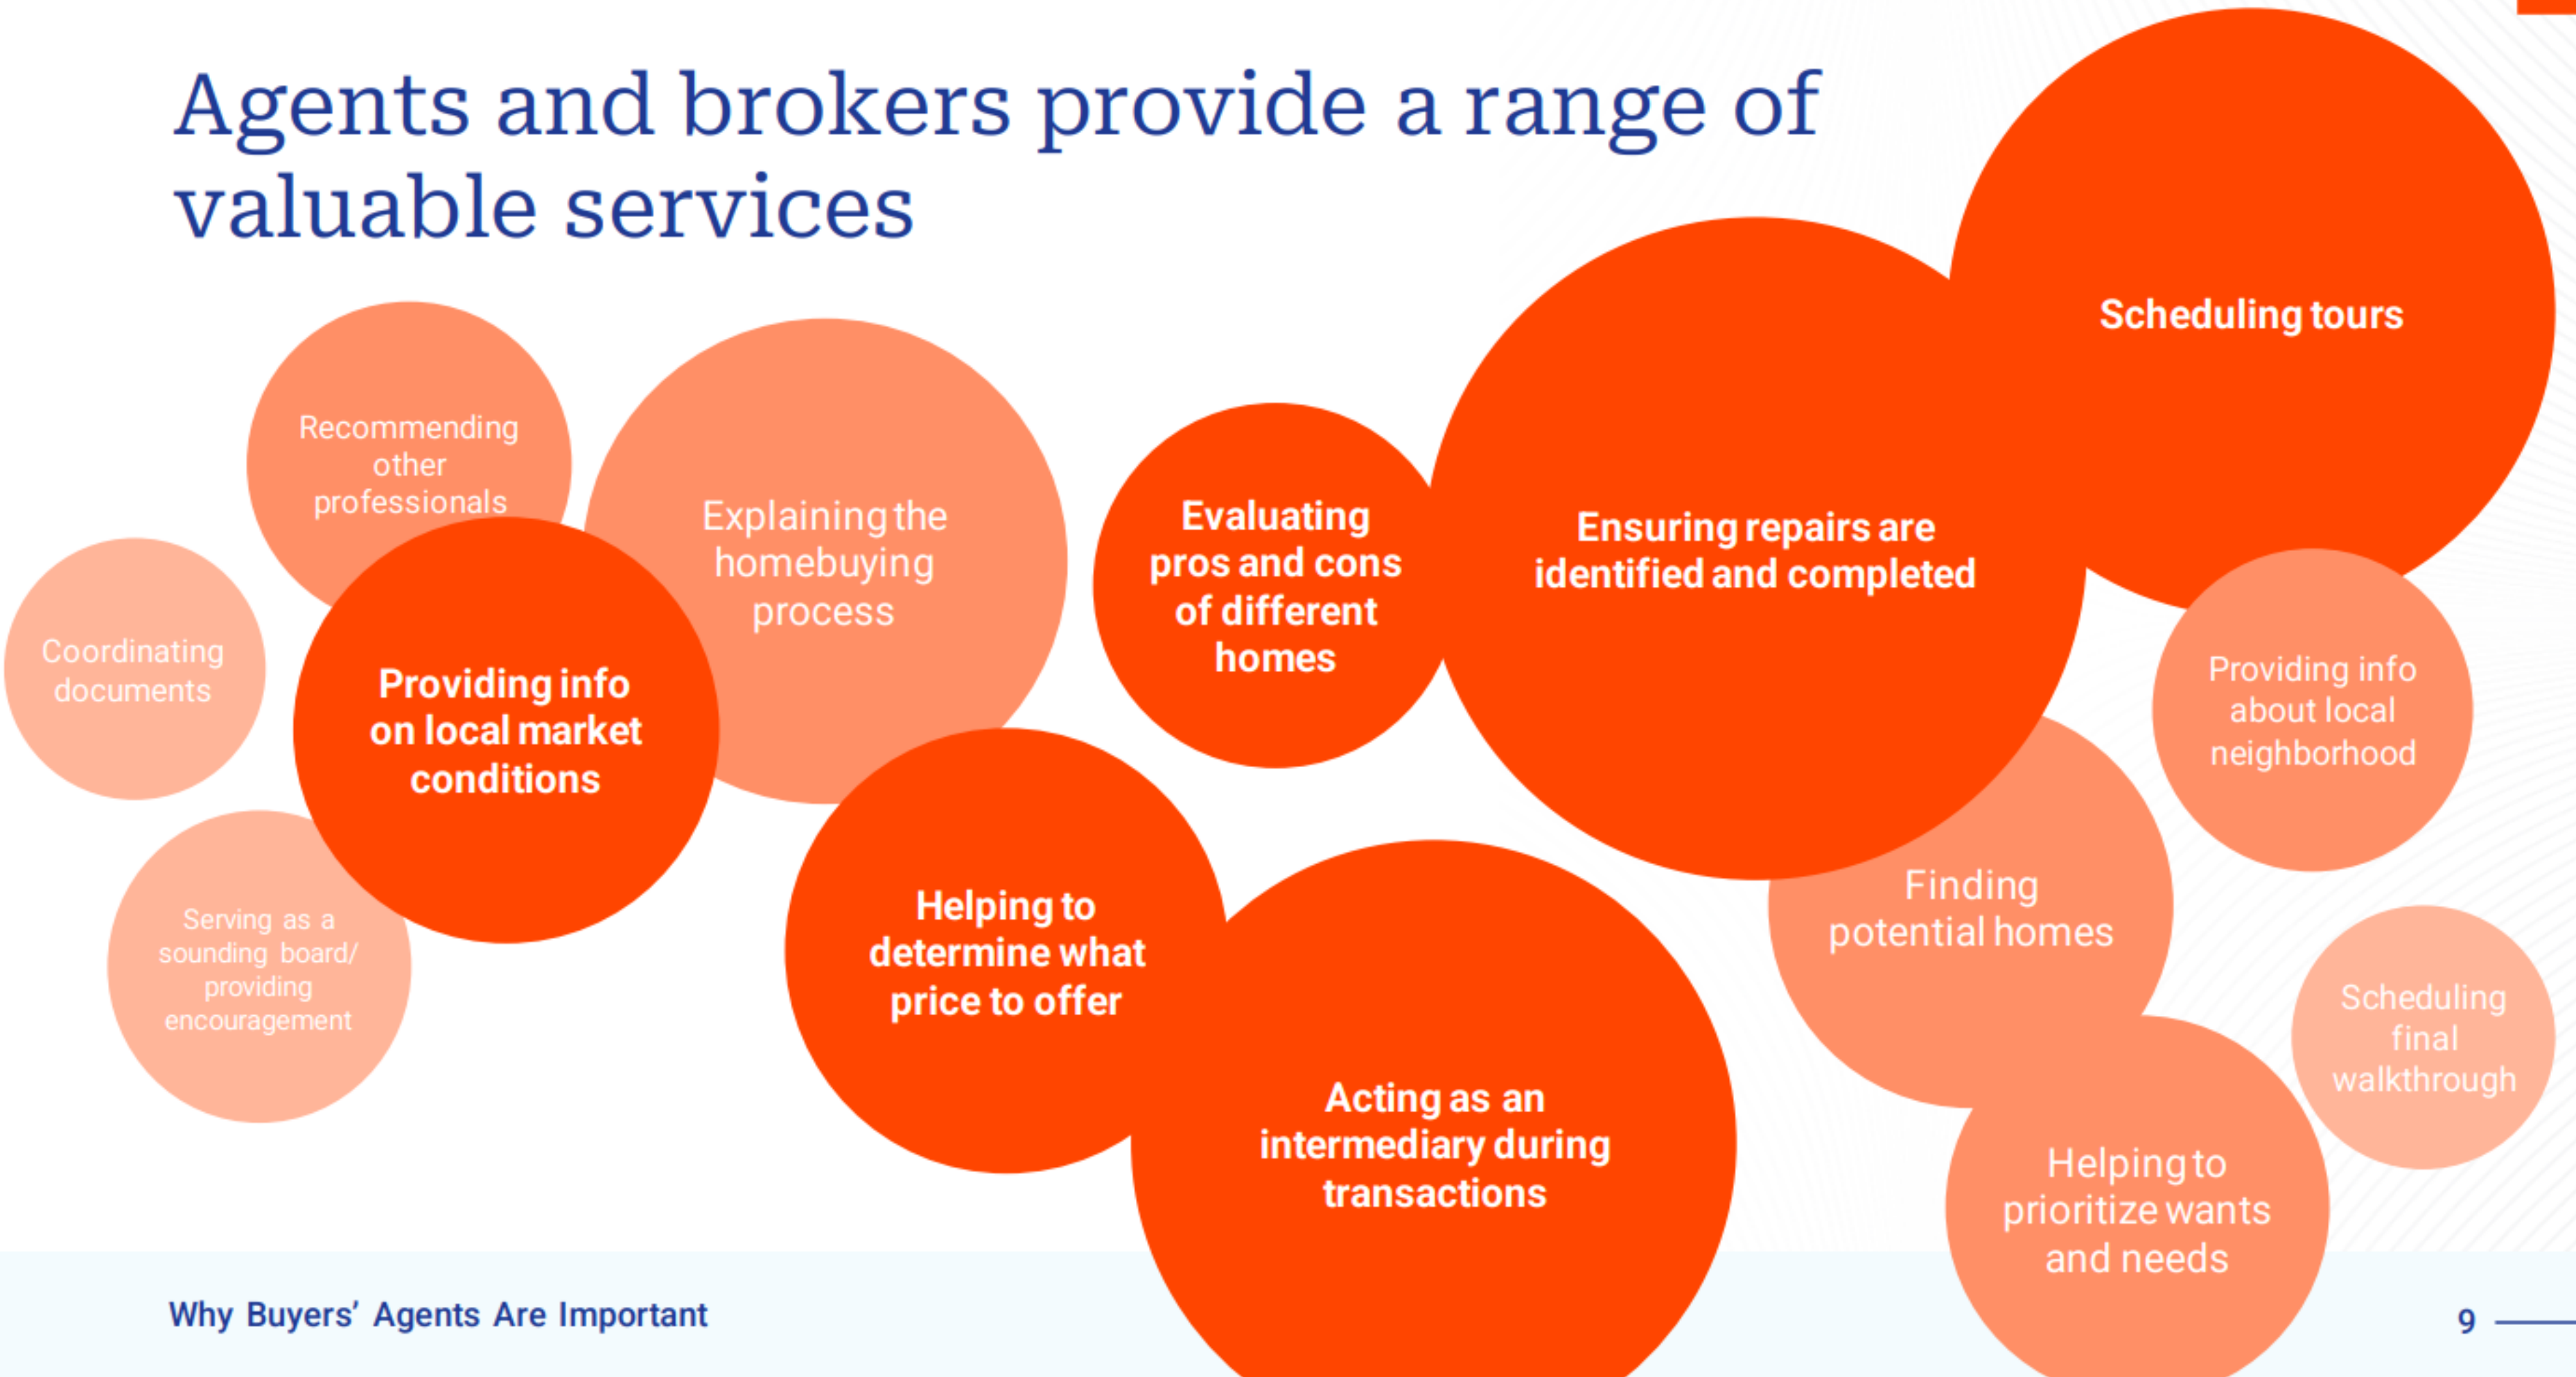 Agents and brokers provide a range of
valuable services
Recommending
other
professionals
Explaining the
homebuying
process
Evaluating
pros and cons
of different
homes
Ensuring repairs are
identified and completed
Scheduling tours
Coordinating
documents
Providing info
on local market
conditions
Providing info
about local
neighborhood
Serving as a
sounding board/
providing
encouragement
Helping to
determine what
price to offer
Acting as an
intermediary during
transactions
Finding
potential homes
Scheduling
final
walkthrough
Helping to
prioritize wants
and needs
Why Buyers’ Agents Are Important
9